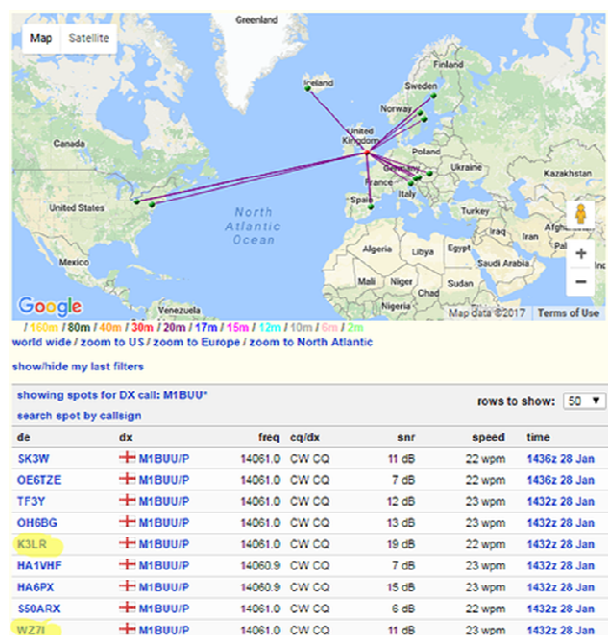 Greenland
Map Satellite
Iceland
Finland
Sweden
Norway
United
Kingdom
Canada
Poland
Germany
Ukraine
Kazakhstan
France
Italy
Spain
United States
North
Atlantic
Ocean
Turkey
Iraq
Iran
Algeria
Libya
Egypt
Saudi Arabia
Mexico
Mali Niger
Chad
Sudan
Nigeria
+
−
Google
Venezuela
Map data ©2017 Terms of Use
/ 160m / 80m / 40m / 30m / 20m / 17m / 15m / 12m / 10m / 6m / 2m
world wide / zoom to US / zoom to Europe / zoom to North Atlantic
show/hide my last filters
showing spots for DX call: M1BUU*
rows to show: 50
search spot by callsign
de dx freq cq/dx snr speed time
SK3W M1BUU/P 14061.0 CW CQ 11 dB 22 wpm 1436z 28 Jan
OE6TZE M1BUU/P 14061.0 CW CQ 7 dB 22 wpm 1436z 28 Jan
TF3Y M1BUU/P 14061.0 CW CQ 12 dB 23 wpm 1432z 28 Jan
OH6BG M1BUU/P 14061.0 CW CQ 13 dB 23 wpm 1432z 28 Jan
K3LR M1BUU/P 14061.0 CW CQ 19 dB 22 wpm 1432z 28 Jan
HA1VHF M1BUU/P 14060.9 CW CQ 7 dB 23 wpm 1432z 28 Jan
HA6PX M1BUU/P 14060.9 CW CQ 15 dB 23 wpm 1432z 28 Jan
S50ARX M1BUU/P 14061.0 CW CQ 6 dB 22 wpm 1432z 28 Jan
WZ7I M1BUU/P 14061.0 CW CQ 11 dB 23 wpm 1432z 28 Jan